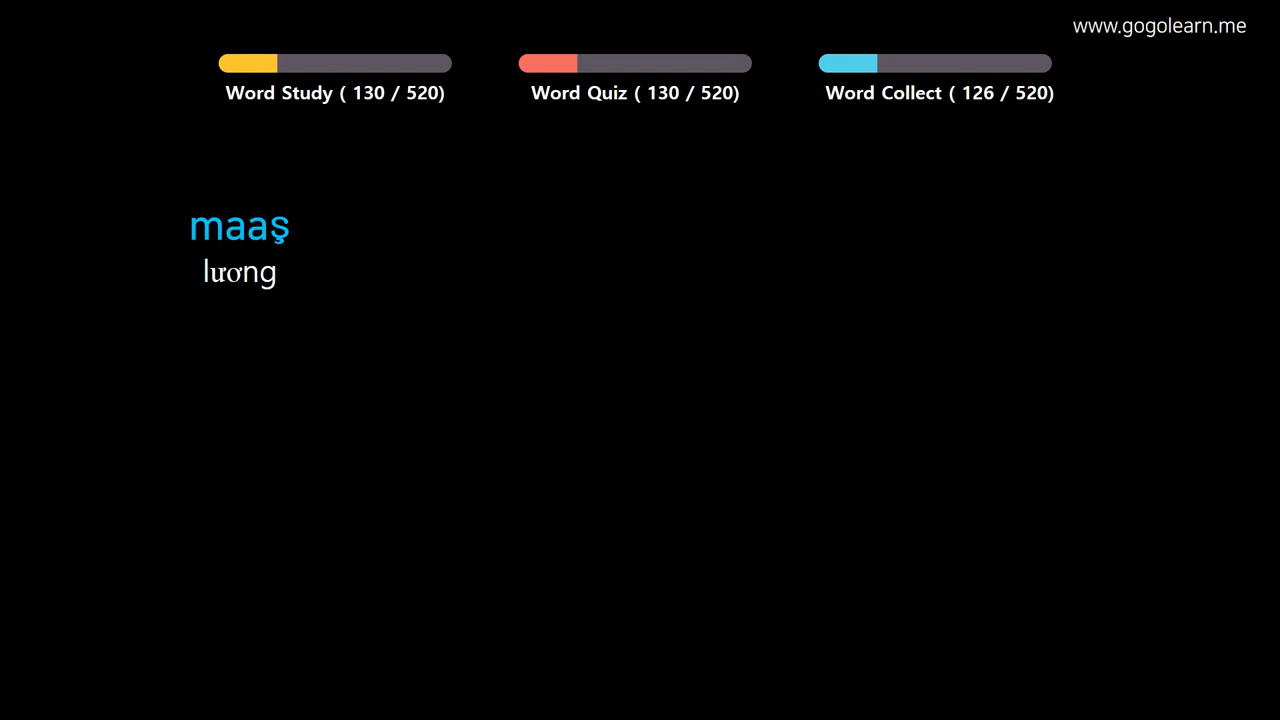 www.gogolearn.me
Word Study ( 130 / 520)
Word Quiz ( 130 / 520)
Word Collect ( 126 / 520)
maaş
lương